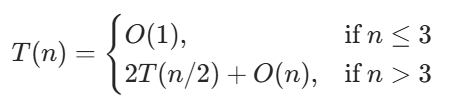 T(n) = { O(1), if n ≤ 3
2T(n/2) + O(n), if n > 3